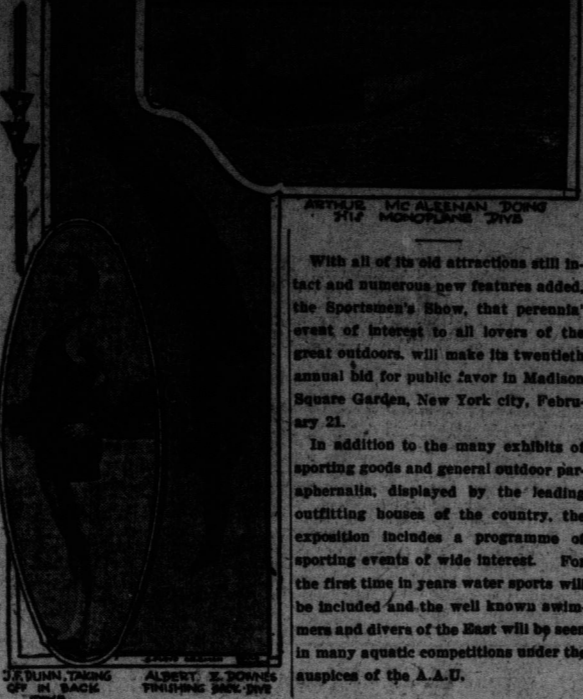 ARTHUR MC ALEENAN DOING
HIS MONOPLANE DIVE
With all of its old attractions still in-
tact and numerous new features added,
the Sportsmen's Show, that perennial
event of interest to all lovers of the
great outdoors, will make its twentieth
annual bid for public favor in Madison
Square Garden, New York city, Febru-
ary 21.
In addition to the many exhibits of
sporting goods and general outdoor par-
aphernalia, displayed by the leading
outfitting houses of the country, the
exposition includes a programme of
sporting events of wide interest. For
the first time in years water sports will
be included and the well known swim-
mers and divers of the East will be seen
in many aquatic competitions under the
auspices of the A.A.U.
J.F. DUNN, TAKING
OFF IN BACK
ALBERT E. DOWNES
FINISHING BACK DIVE